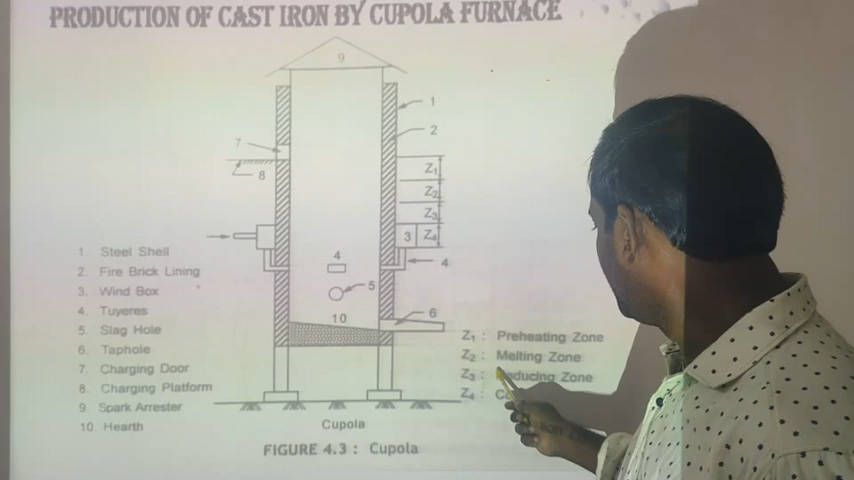 PRODUCTION OF CAST IRON BY CUPOLA FURNACE
9
1
2
7
8
Z1
Z2
Z3
3 Z4
4
4
5
10
6
1. Steel Shell
2. Fire Brick Lining
3. Wind Box
4. Tuyeres
5. Slag Hole
6. Taphole
7. Charging Door
8. Charging Platform
9. Spark Arrester
10. Hearth
Z1 : Preheating Zone
Z2 : Melting Zone
Z3 : Zone
Z4 :
Cupola
FIGURE 4.3 : Cupola